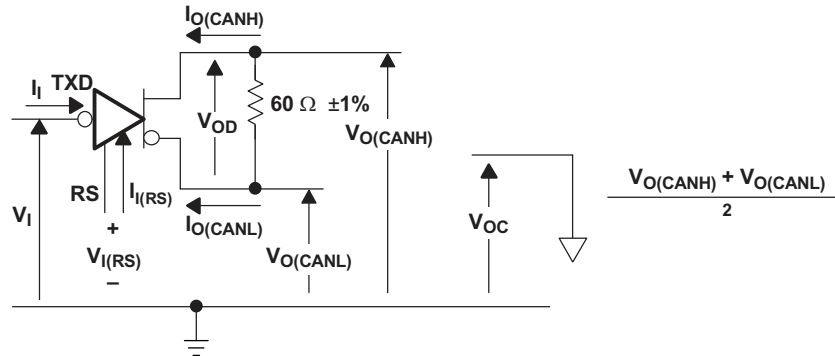 I_O(CANH)
I_I TXD
60 Ω ±1%
V_OD
V_O(CANH)
RS I_I(RS)
I_O(CANL)
V_I
+
V_I(RS)
–
V_O(CANL)
V_OC
V_O(CANH) + V_O(CANL)
2